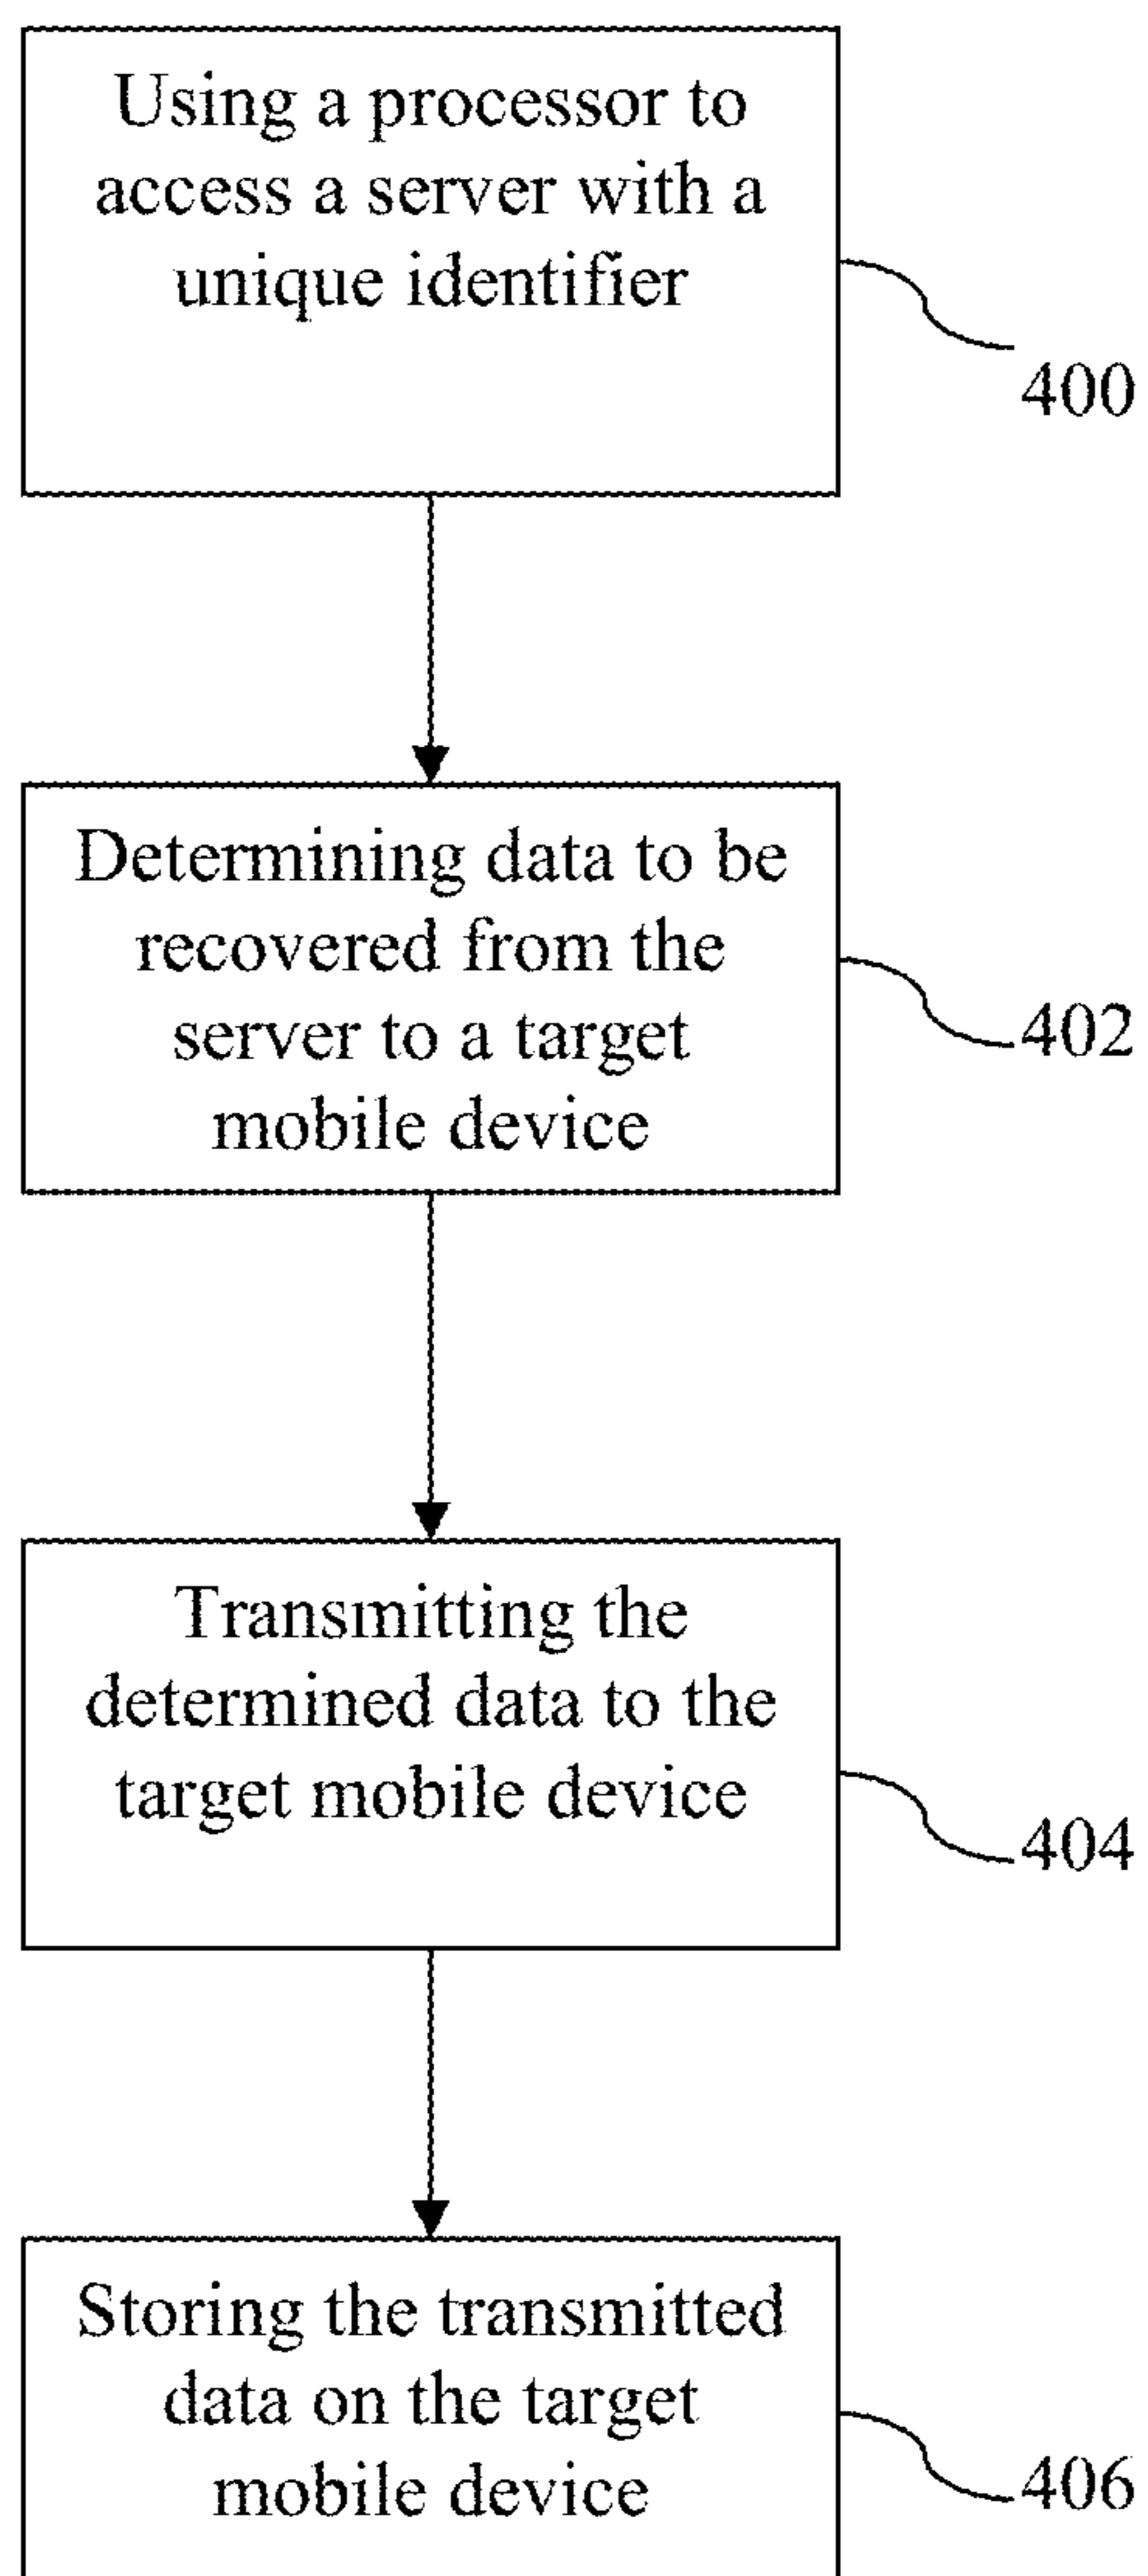 Using a processor to
access a server with a
unique identifier
400
Determining data to be
recovered from the
server to a target
mobile device
402
Transmitting the
determined data to the
target mobile device
404
Storing the transmitted
data on the target
mobile device
406